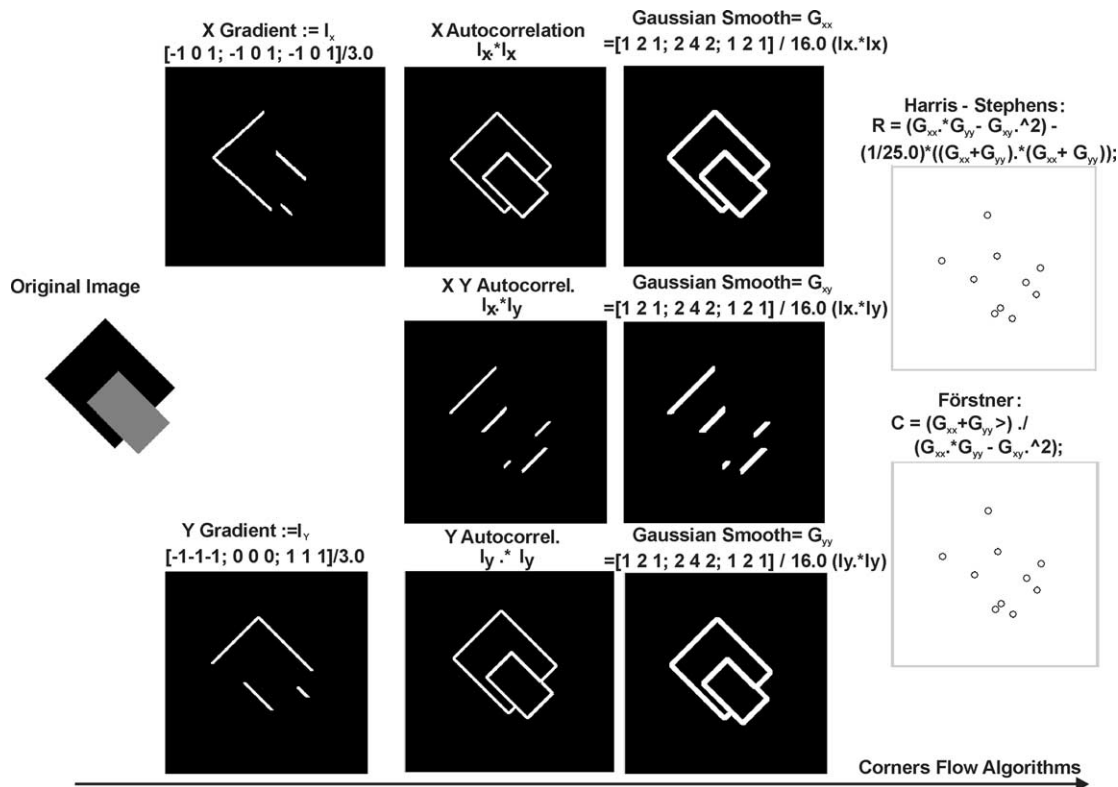 X Gradient := Ix
[-1 0 1; -1 0 1; -1 0 1]/3.0
X Autocorrelation
Ix.*Ix
Gaussian Smooth= Gxx
=[1 2 1; 2 4 2; 1 2 1] / 16.0 (Ix.*Ix)
Harris - Stephens:
R = (Gxx.*Gyy- Gxy.^2) -
(1/25.0)*((Gxx+Gyy).*(Gxx+ Gyy));
Original Image
X Y Autocorrel.
Ix.*Iy
Gaussian Smooth= Gxy
=[1 2 1; 2 4 2; 1 2 1] / 16.0 (Ix.*Iy)
Förstner:
C = (Gxx+Gyy>) ./
(Gxx.*Gyy - Gxy.^2);
Y Gradient :=IY
[-1-1-1; 0 0 0; 1 1 1]/3.0
Y Autocorrel.
Iy .* Iy
Gaussian Smooth= Gyy
=[1 2 1; 2 4 2; 1 2 1] / 16.0 (Iy.*Iy)
Corners Flow Algorithms